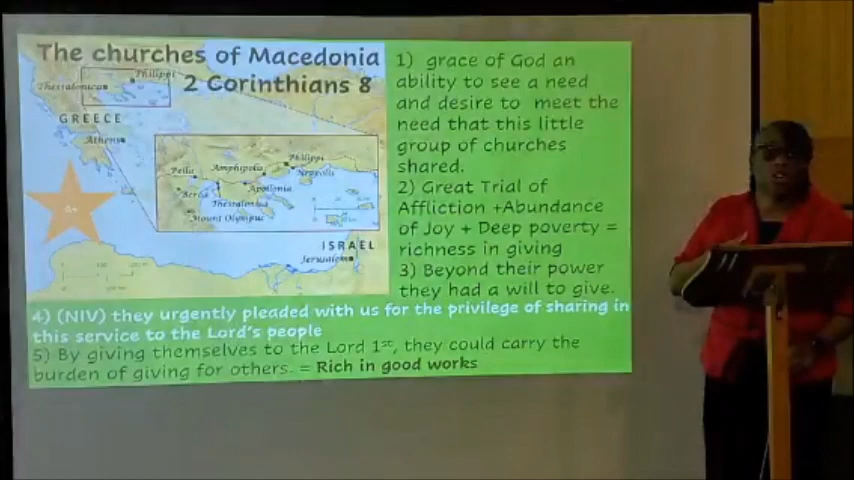 The churches of Macedonia
2 Corinthians 8
Philippi
Thessalonica
GREECE
Athens
Philippi
Pella
Amphipolis
Neapolis
Berea
Apollonia
Thessalonica
Mount Olympus
ISRAEL
Jerusalem
A+
1) grace of God an
ability to see a need
and desire to meet the
need that this little
group of churches
shared.
2) Great Trial of
Affliction +Abundance
of Joy + Deep poverty =
richness in giving
3) Beyond their power
they had a will to give.
4) (NIV) they urgently pleaded with us for the privilege of sharing in
this service to the Lord's people
5) By giving themselves to the Lord 1st, they could carry the
burden of giving for others. = Rich in good works